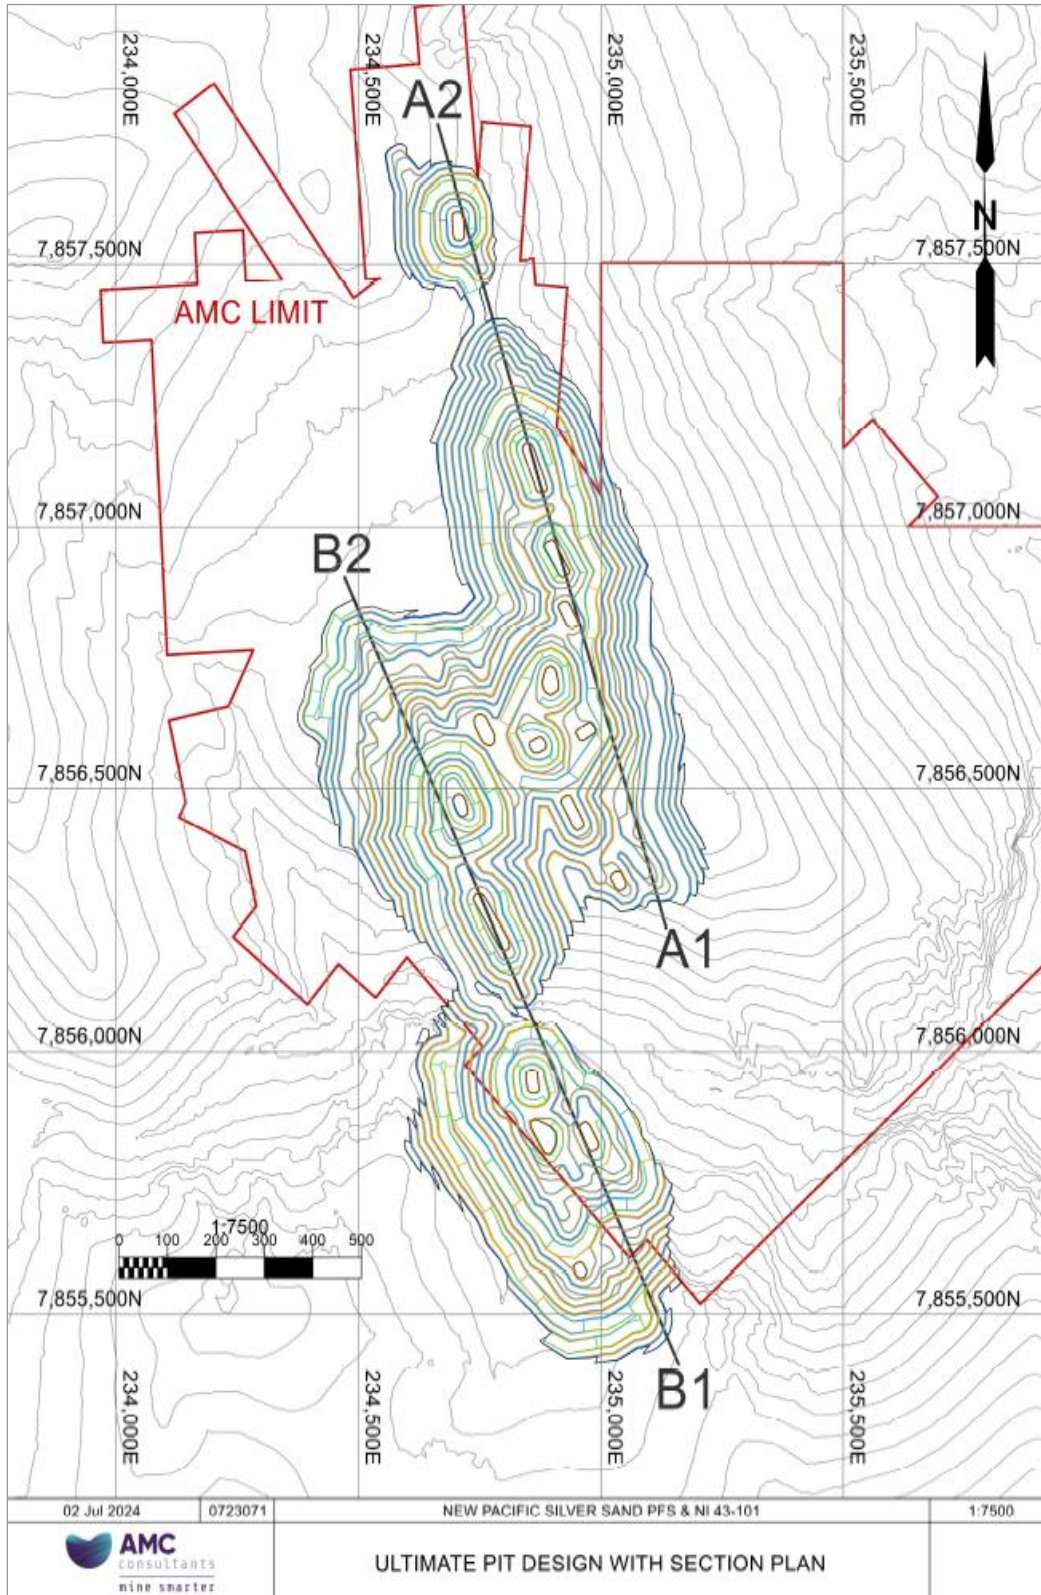 234,000E
234,500E
235,000E
235,500E
A2
N
7,857,500N
7,857,500N
AMC LIMIT
7,857,000N
7,857,000N
B2
7,856,500N
7,856,500N
A1
7,856,000N
7,856,000N
1:7500
0 100 200 300 400 500
7,855,500N
7,855,500N
B1
234,000E
234,500E
235,000E
235,500E
02 Jul 2024 0723071 NEW PACIFIC SILVER SAND PFS & NI 43-101 1:7500
AMC
consultants
mine smarter
ULTIMATE PIT DESIGN WITH SECTION PLAN